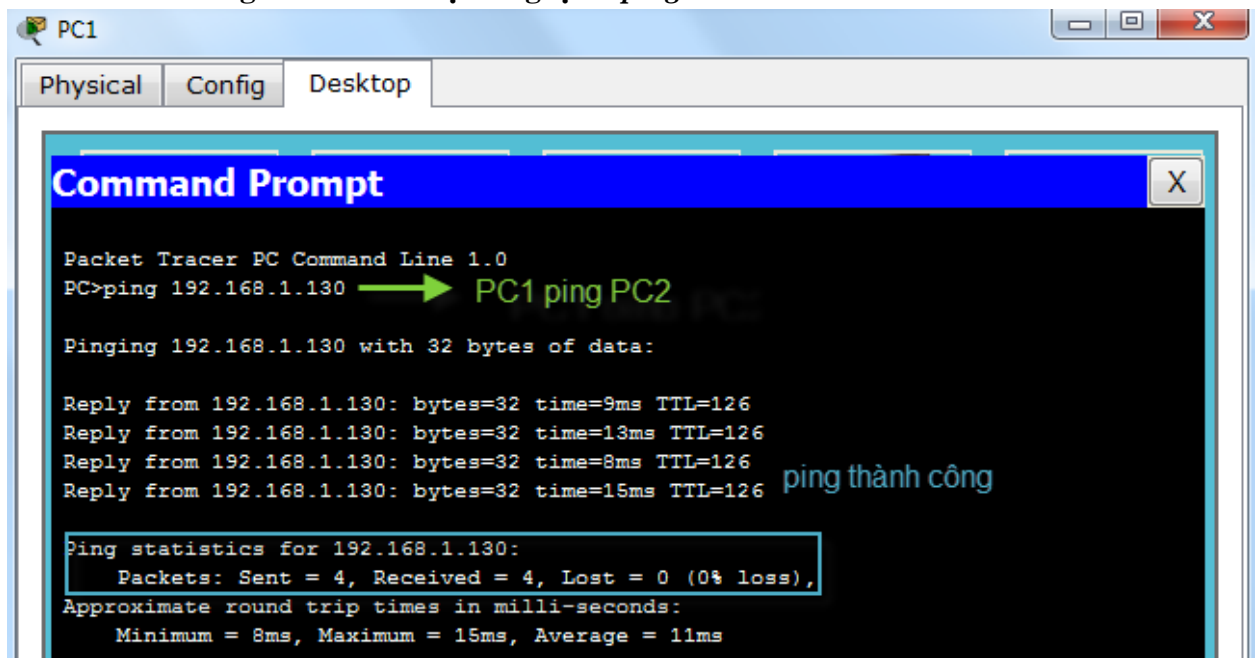 PC1
Physical Config Desktop
Command Prompt X
Packet Tracer PC Command Line 1.0
PC>ping 192.168.1.130 PC1 ping PC2
Pinging 192.168.1.130 with 32 bytes of data:
Reply from 192.168.1.130: bytes=32 time=9ms TTL=126
Reply from 192.168.1.130: bytes=32 time=13ms TTL=126
Reply from 192.168.1.130: bytes=32 time=8ms TTL=126
Reply from 192.168.1.130: bytes=32 time=15ms TTL=126
ping thành công
Ping statistics for 192.168.1.130:
Packets: Sent = 4, Received = 4, Lost = 0 (0% loss),
Approximate round trip times in milli-seconds:
Minimum = 8ms, Maximum = 15ms, Average = 11ms